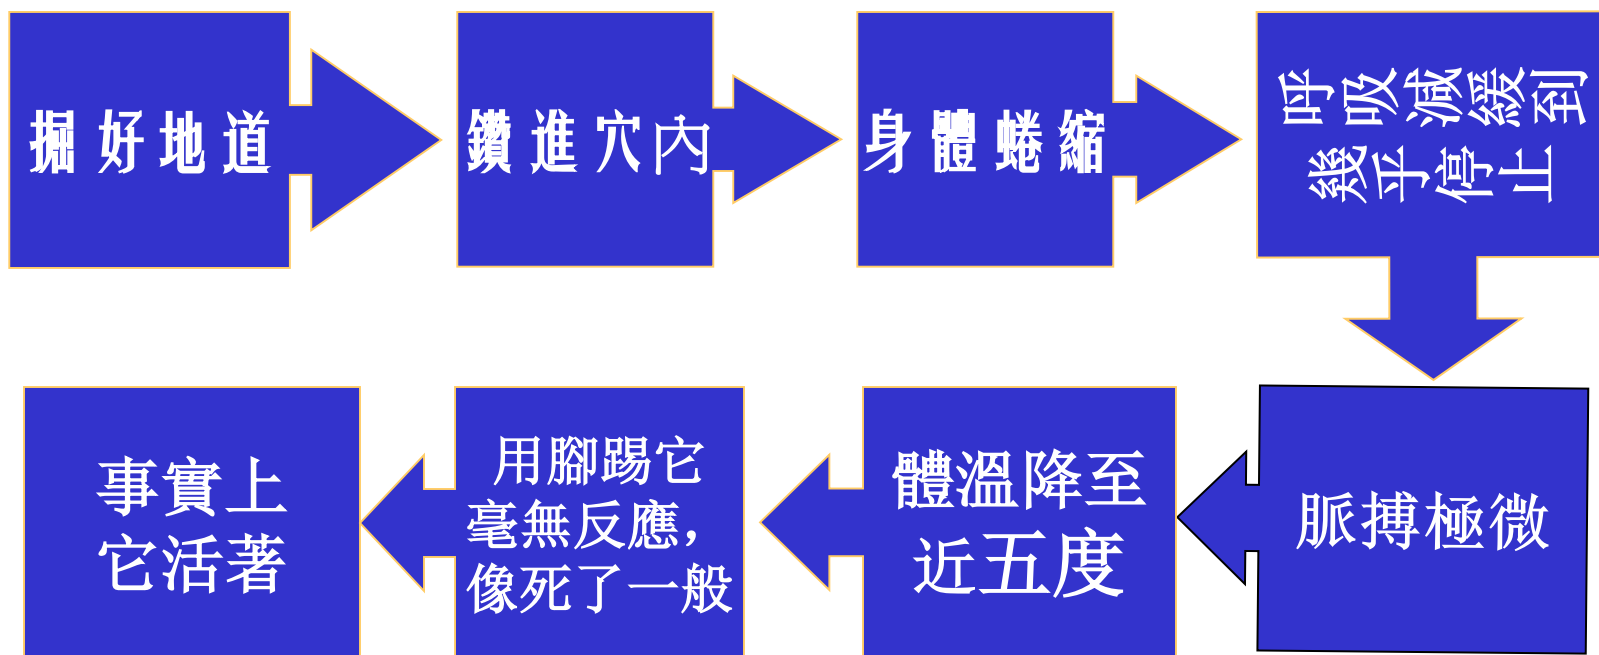 掘好地道
鑽進穴內
身體蜷縮
呼吸減緩到
幾乎停止
脈搏極微
體溫降至
近五度
用腳踢它
毫無反應，
像死了一般
事實上
它活著